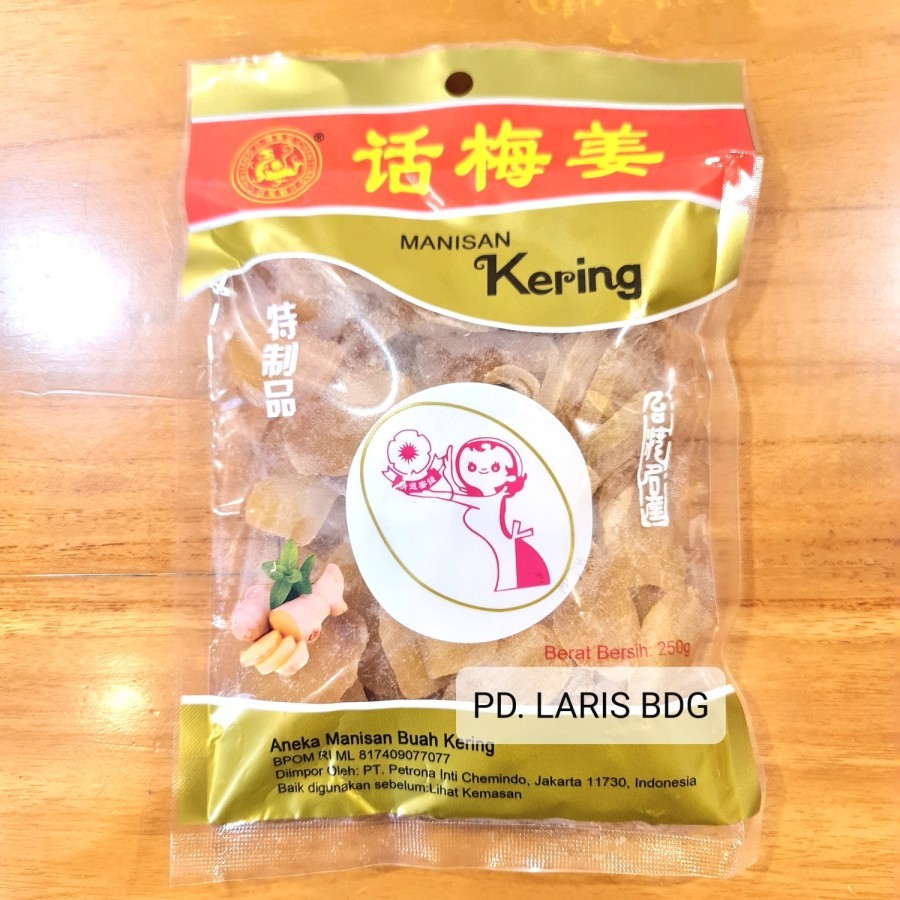 ®
话梅姜
MANISAN
Kering
特制品
Berat Bersih: 250g
PD. LARIS BDG
Aneka Manisan Buah Kering
BPOM RI ML 817409077077
Diimpor Oleh: PT. Petrona Inti Chemindo, Jakarta 11730, Indonesia
Baik digunakan sebelum:Lihat Kemasan